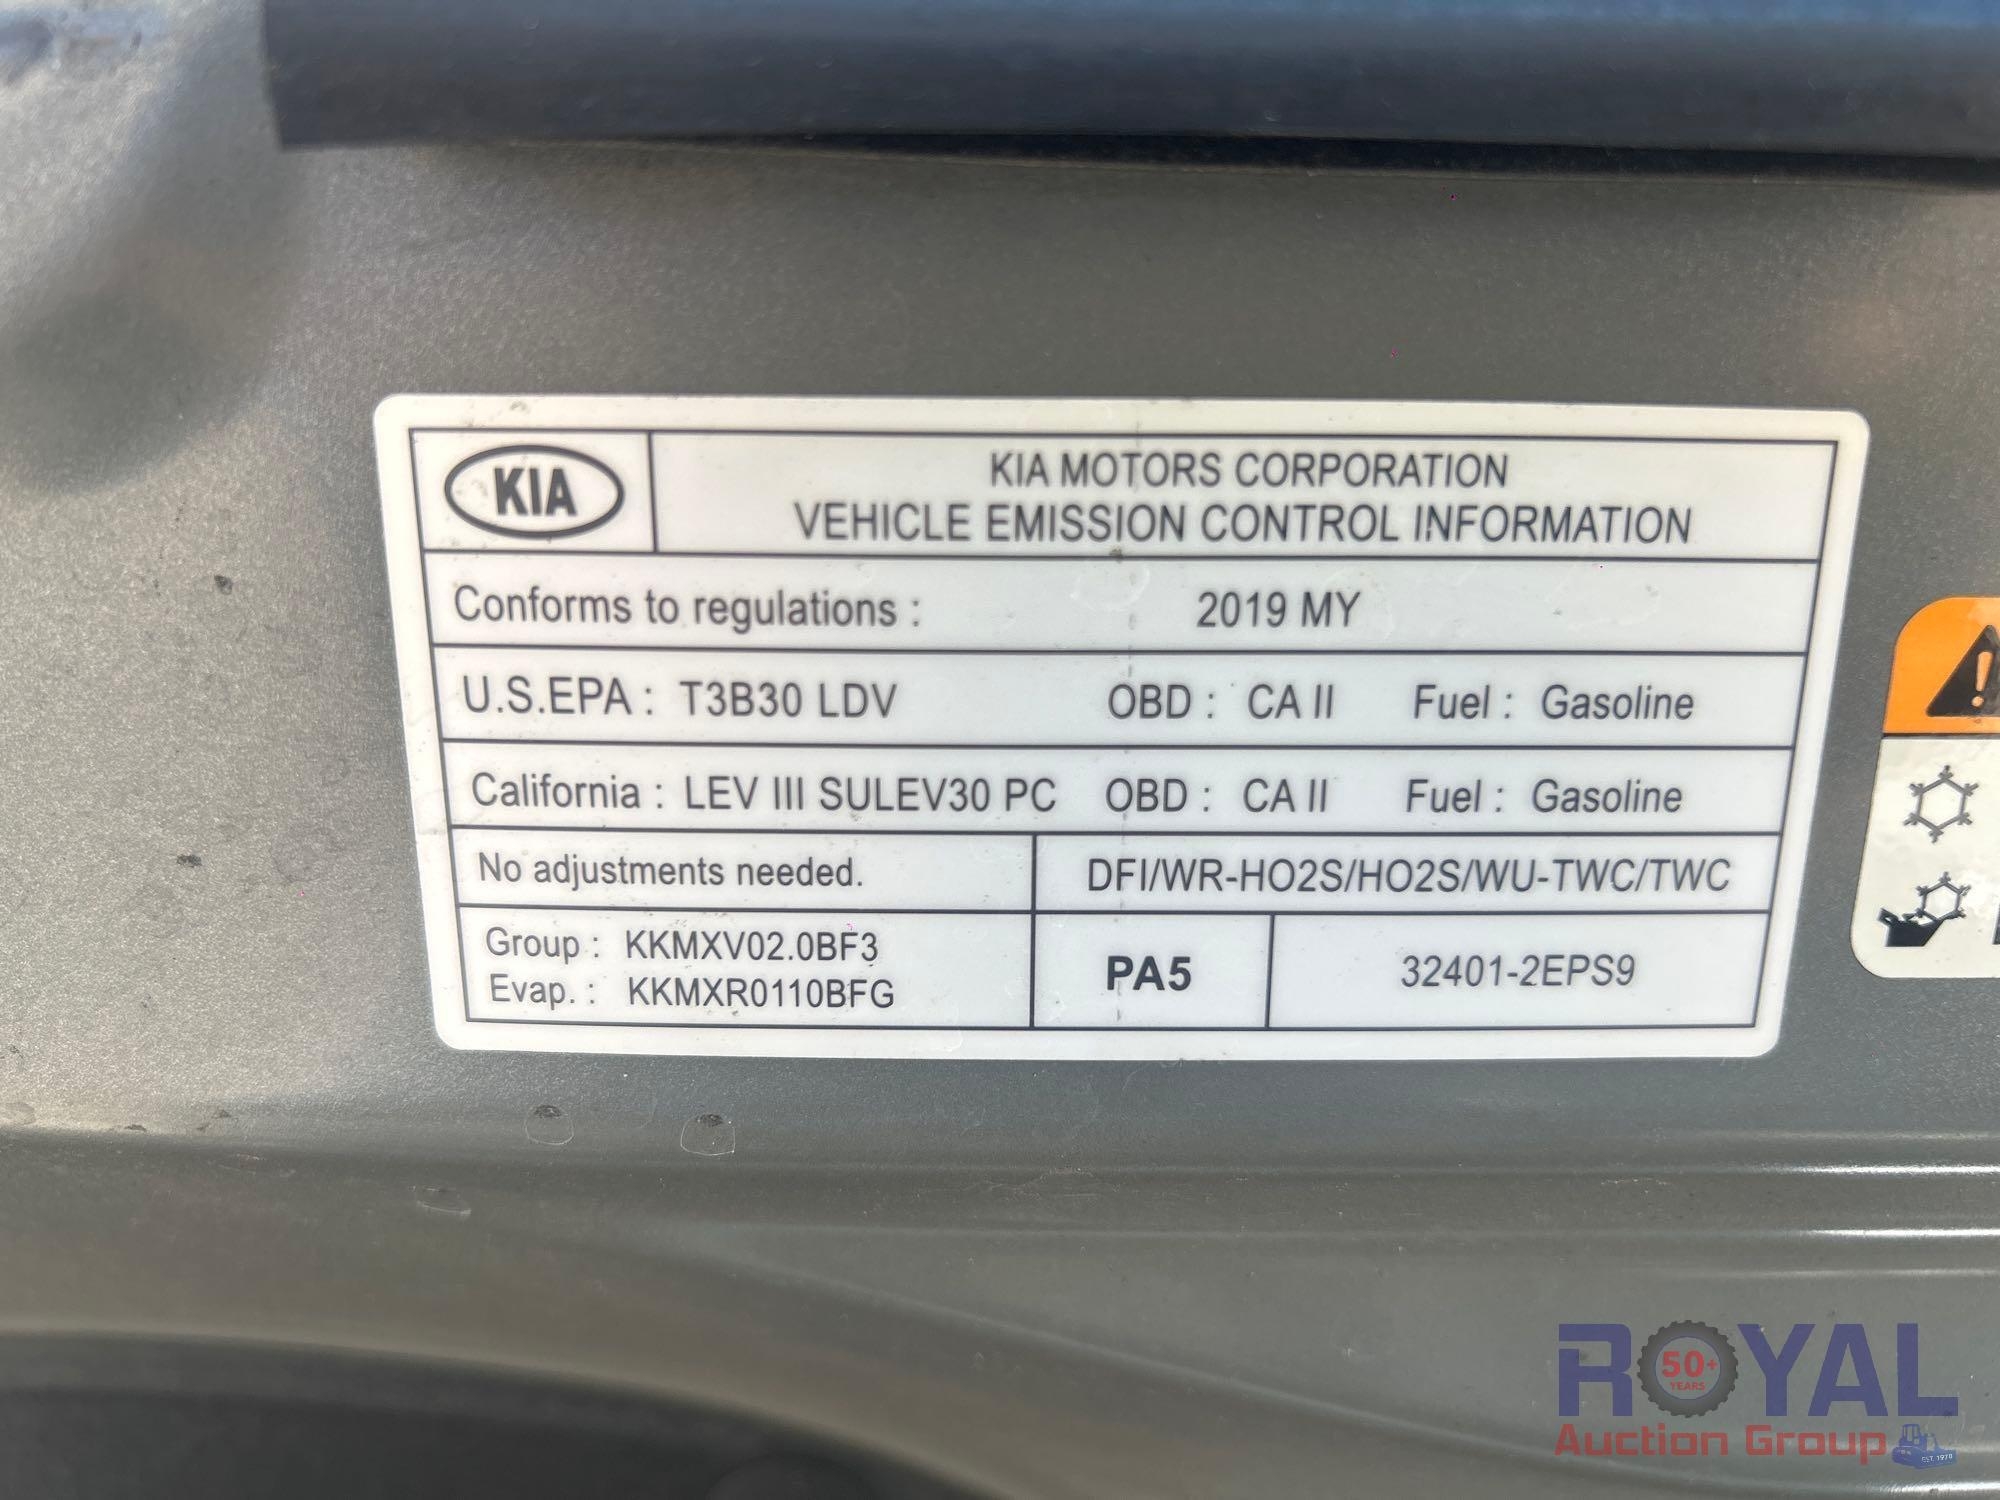 KIA
KIA MOTORS CORPORATION
VEHICLE EMISSION CONTROL INFORMATION
Conforms to regulations : 2019 MY
U.S.EPA : T3B30 LDV OBD : CA II Fuel : Gasoline
California : LEV III SULEV30 PC OBD : CA II Fuel : Gasoline
No adjustments needed. DFI/WR-HO2S/HO2S/WU-TWC/TWC
Group : KKMXV02.0BF3
Evap. : KKMXR0110BFG
PA5
32401-2EPS9
ROYAL
50+
YEARS
Auction Group
EST. 1970